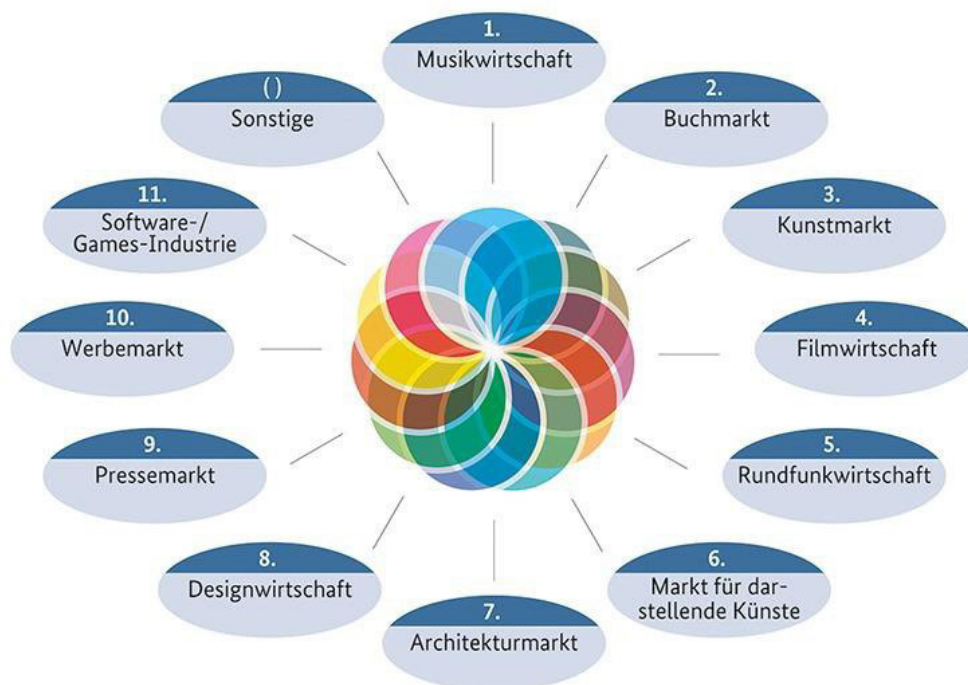 1.
Musikwirtschaft
2.
Buchmarkt
3.
Kunstmarkt
4.
Filmwirtschaft
5.
Rundfunkwirtschaft
6.
Markt für dar-
stellende Künste
7.
Architekturmarkt
8.
Designwirtschaft
9.
Pressemarkt
10.
Werbemarkt
11.
Software-/
Games-Industrie
( )
Sonstige